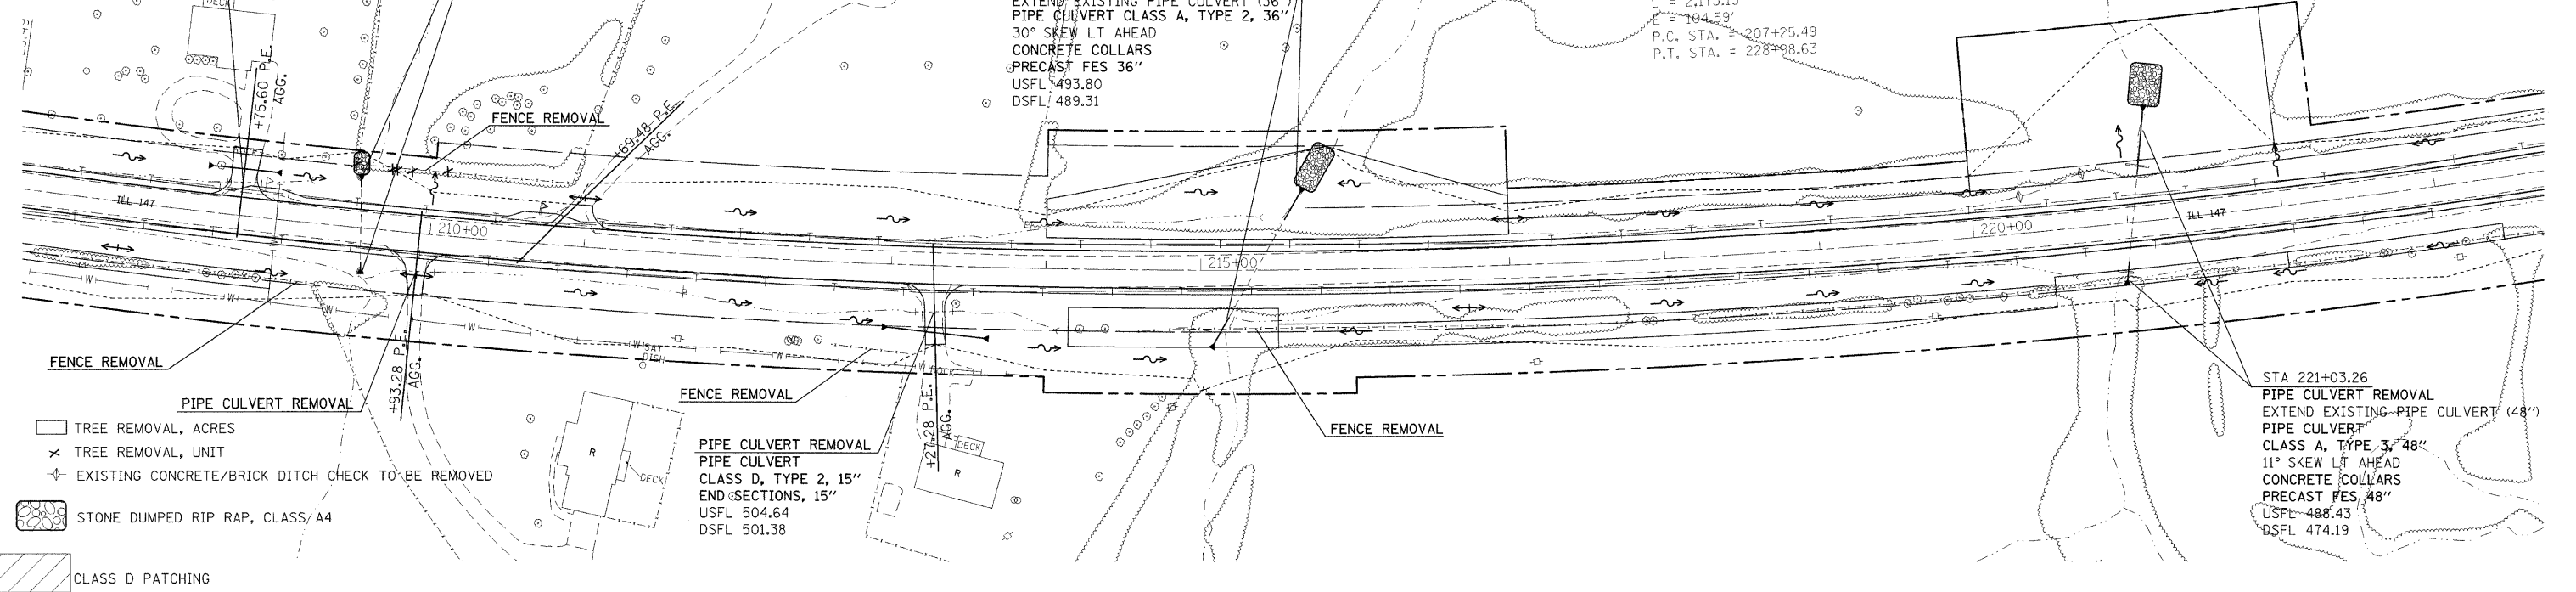 DECK
EXTEND EXISTING PIPE CULVERT (36"
PIPE CULVERT CLASS A, TYPE 2, 36"
30° SKEW LT AHEAD
CONCRETE COLLARS
PRECAST FES 36"
USFL 493.80
DSFL 489.31
L = 2,173.13'
E = 104.59'
P.C. STA. = 207+25.49
P.T. STA. = 228+98.63
+75.60 P.E.
AGG.
FENCE REMOVAL
+69.48 P.E.
AGG.
ILL 147
210+00
215+00
220+00
ILL 147
W
W
W
W
W
W
W
SAT
DISH
FENCE REMOVAL
+93.28 P.E.
AGG.
PIPE CULVERT REMOVAL
FENCE REMOVAL
+27.28 P.E.
AGG.
FENCE REMOVAL
TREE REMOVAL, ACRES
TREE REMOVAL, UNIT
EXISTING CONCRETE/BRICK DITCH CHECK TO BE REMOVED
STONE DUMPED RIP RAP, CLASS A4
CLASS D PATCHING
R
DECK
PIPE CULVERT REMOVAL
PIPE CULVERT
CLASS D, TYPE 2, 15"
END SECTIONS, 15"
USFL 504.64
DSFL 501.38
DECK
R
STA 221+03.26
PIPE CULVERT REMOVAL
EXTEND EXISTING PIPE CULVERT (48")
PIPE CULVERT
CLASS A, TYPE 3, 48"
11° SKEW LT AHEAD
CONCRETE COLLARS
PRECAST FES 48"
USFL 488.43
DSFL 474.19